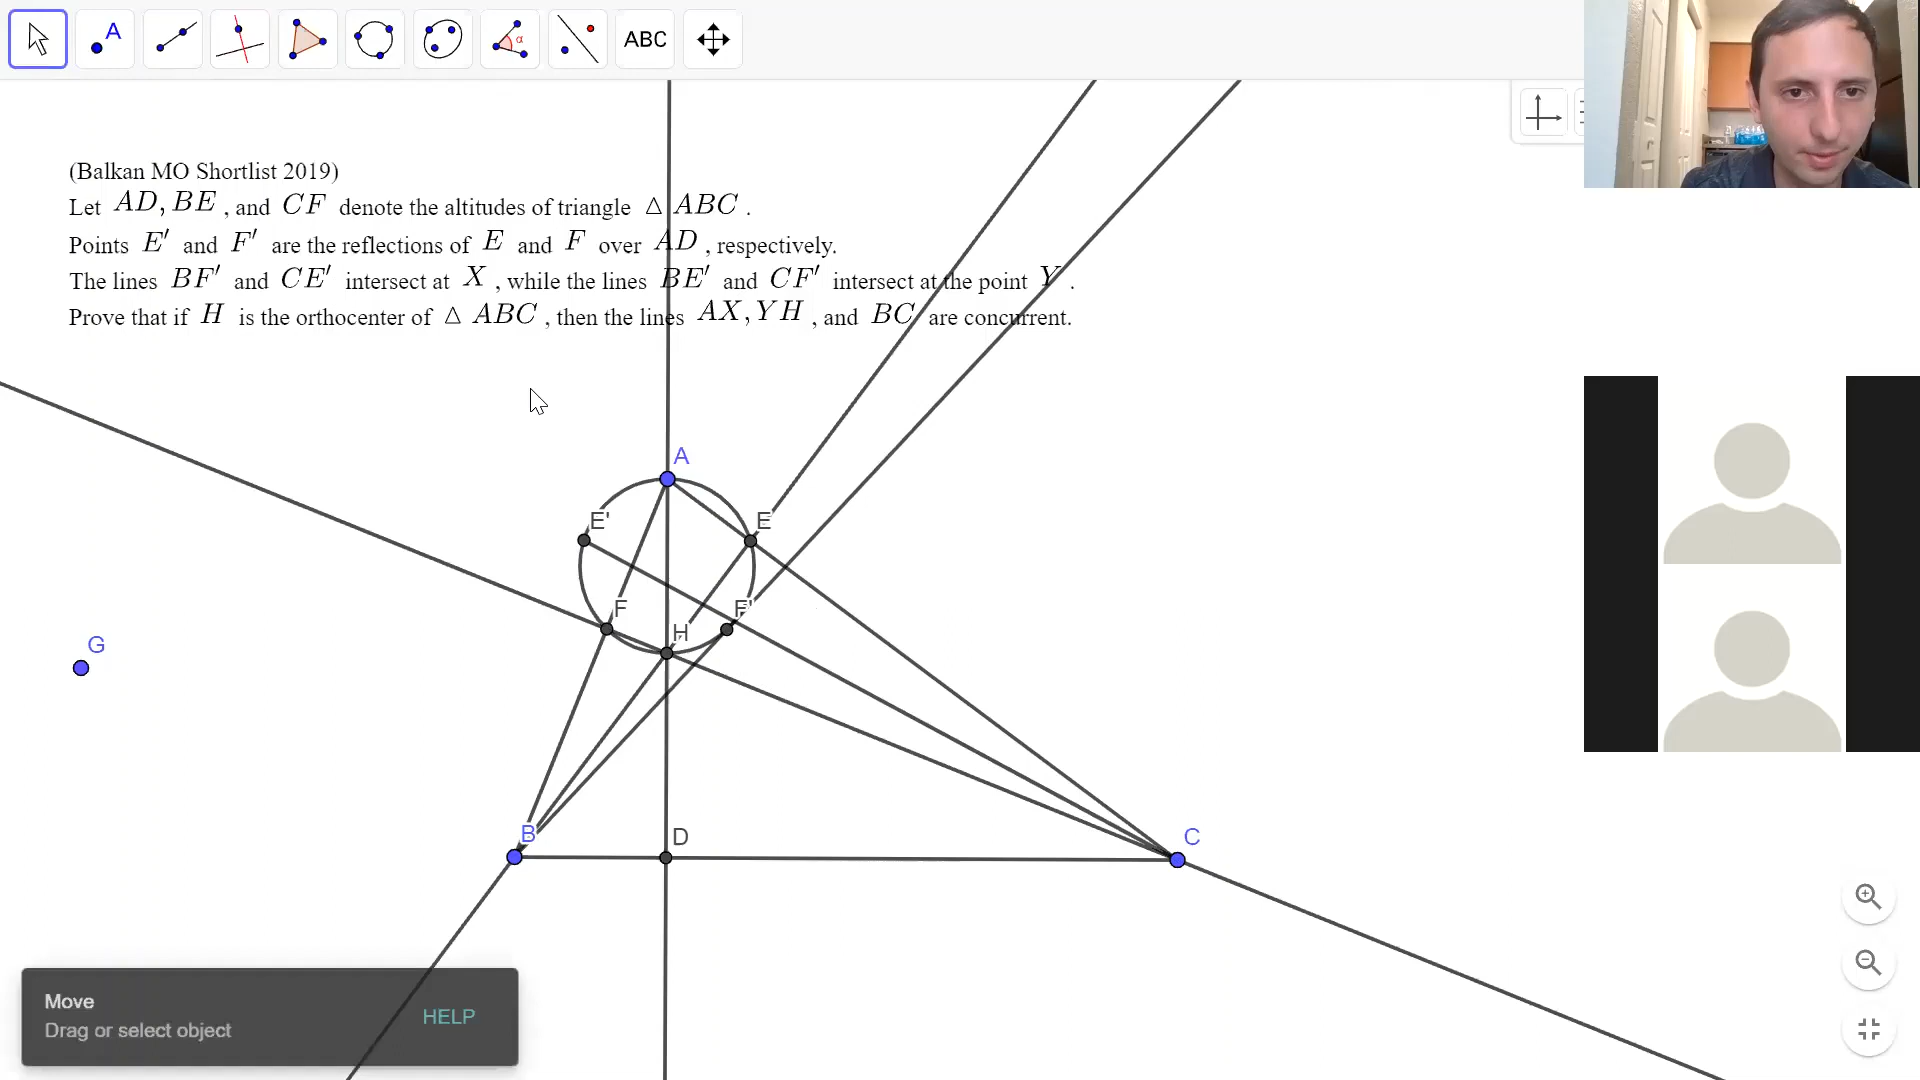 A
α
ABC
(Balkan MO Shortlist 2019)
Let AD, BE , and CF denote the altitudes of triangle △ ABC .
Points E′ and F′ are the reflections of E and F over AD , respectively.
The lines BF′ and CE′ intersect at X , while the lines BE′ and CF′ intersect at the point Y .
Prove that if H is the orthocenter of △ ABC , then the lines AX, YH , and BC are concurrent.
A
E'
E
F
F'
H
G
B
D
C
Move
Drag or select object
HELP